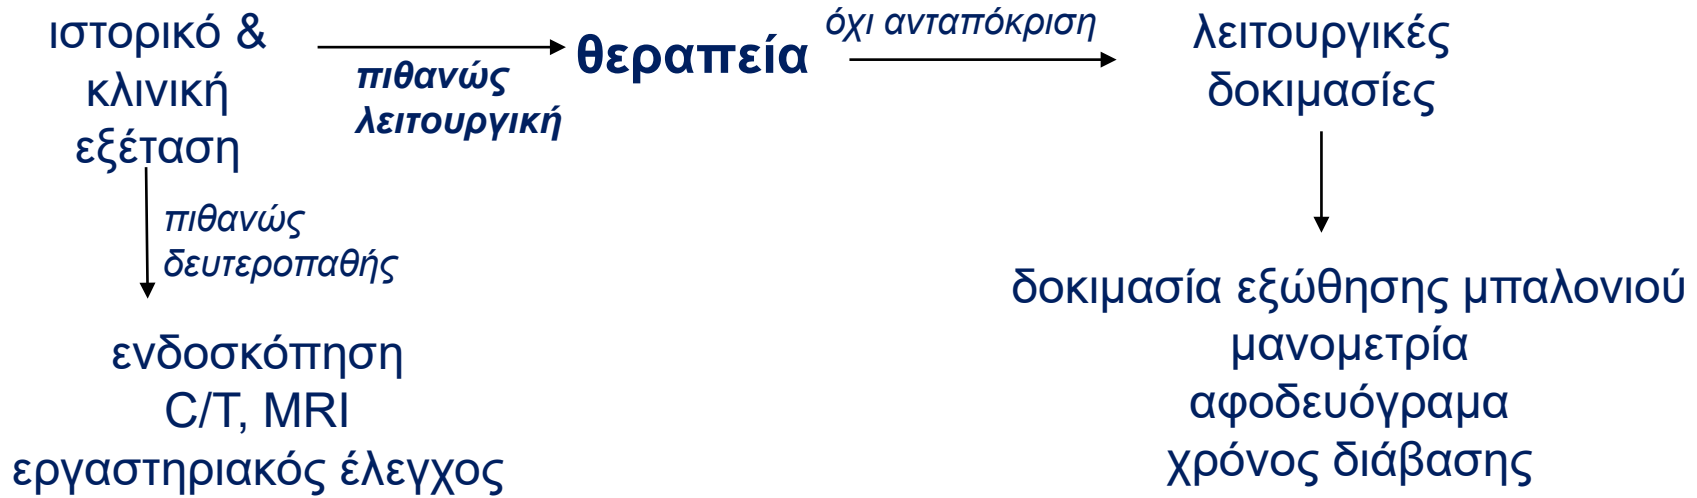 ιστορικό &
κλινική
εξέταση
πιθανώς
λειτουργική
θεραπεία
όχι ανταπόκριση
λειτουργικές
δοκιμασίες
πιθανώς
δευτεροπαθής
ενδοσκόπηση
C/T, MRI
εργαστηριακός έλεγχος
δοκιμασία εξώθησης μπαλονιού
μανομετρία
αφοδευόγραμα
χρόνος διάβασης